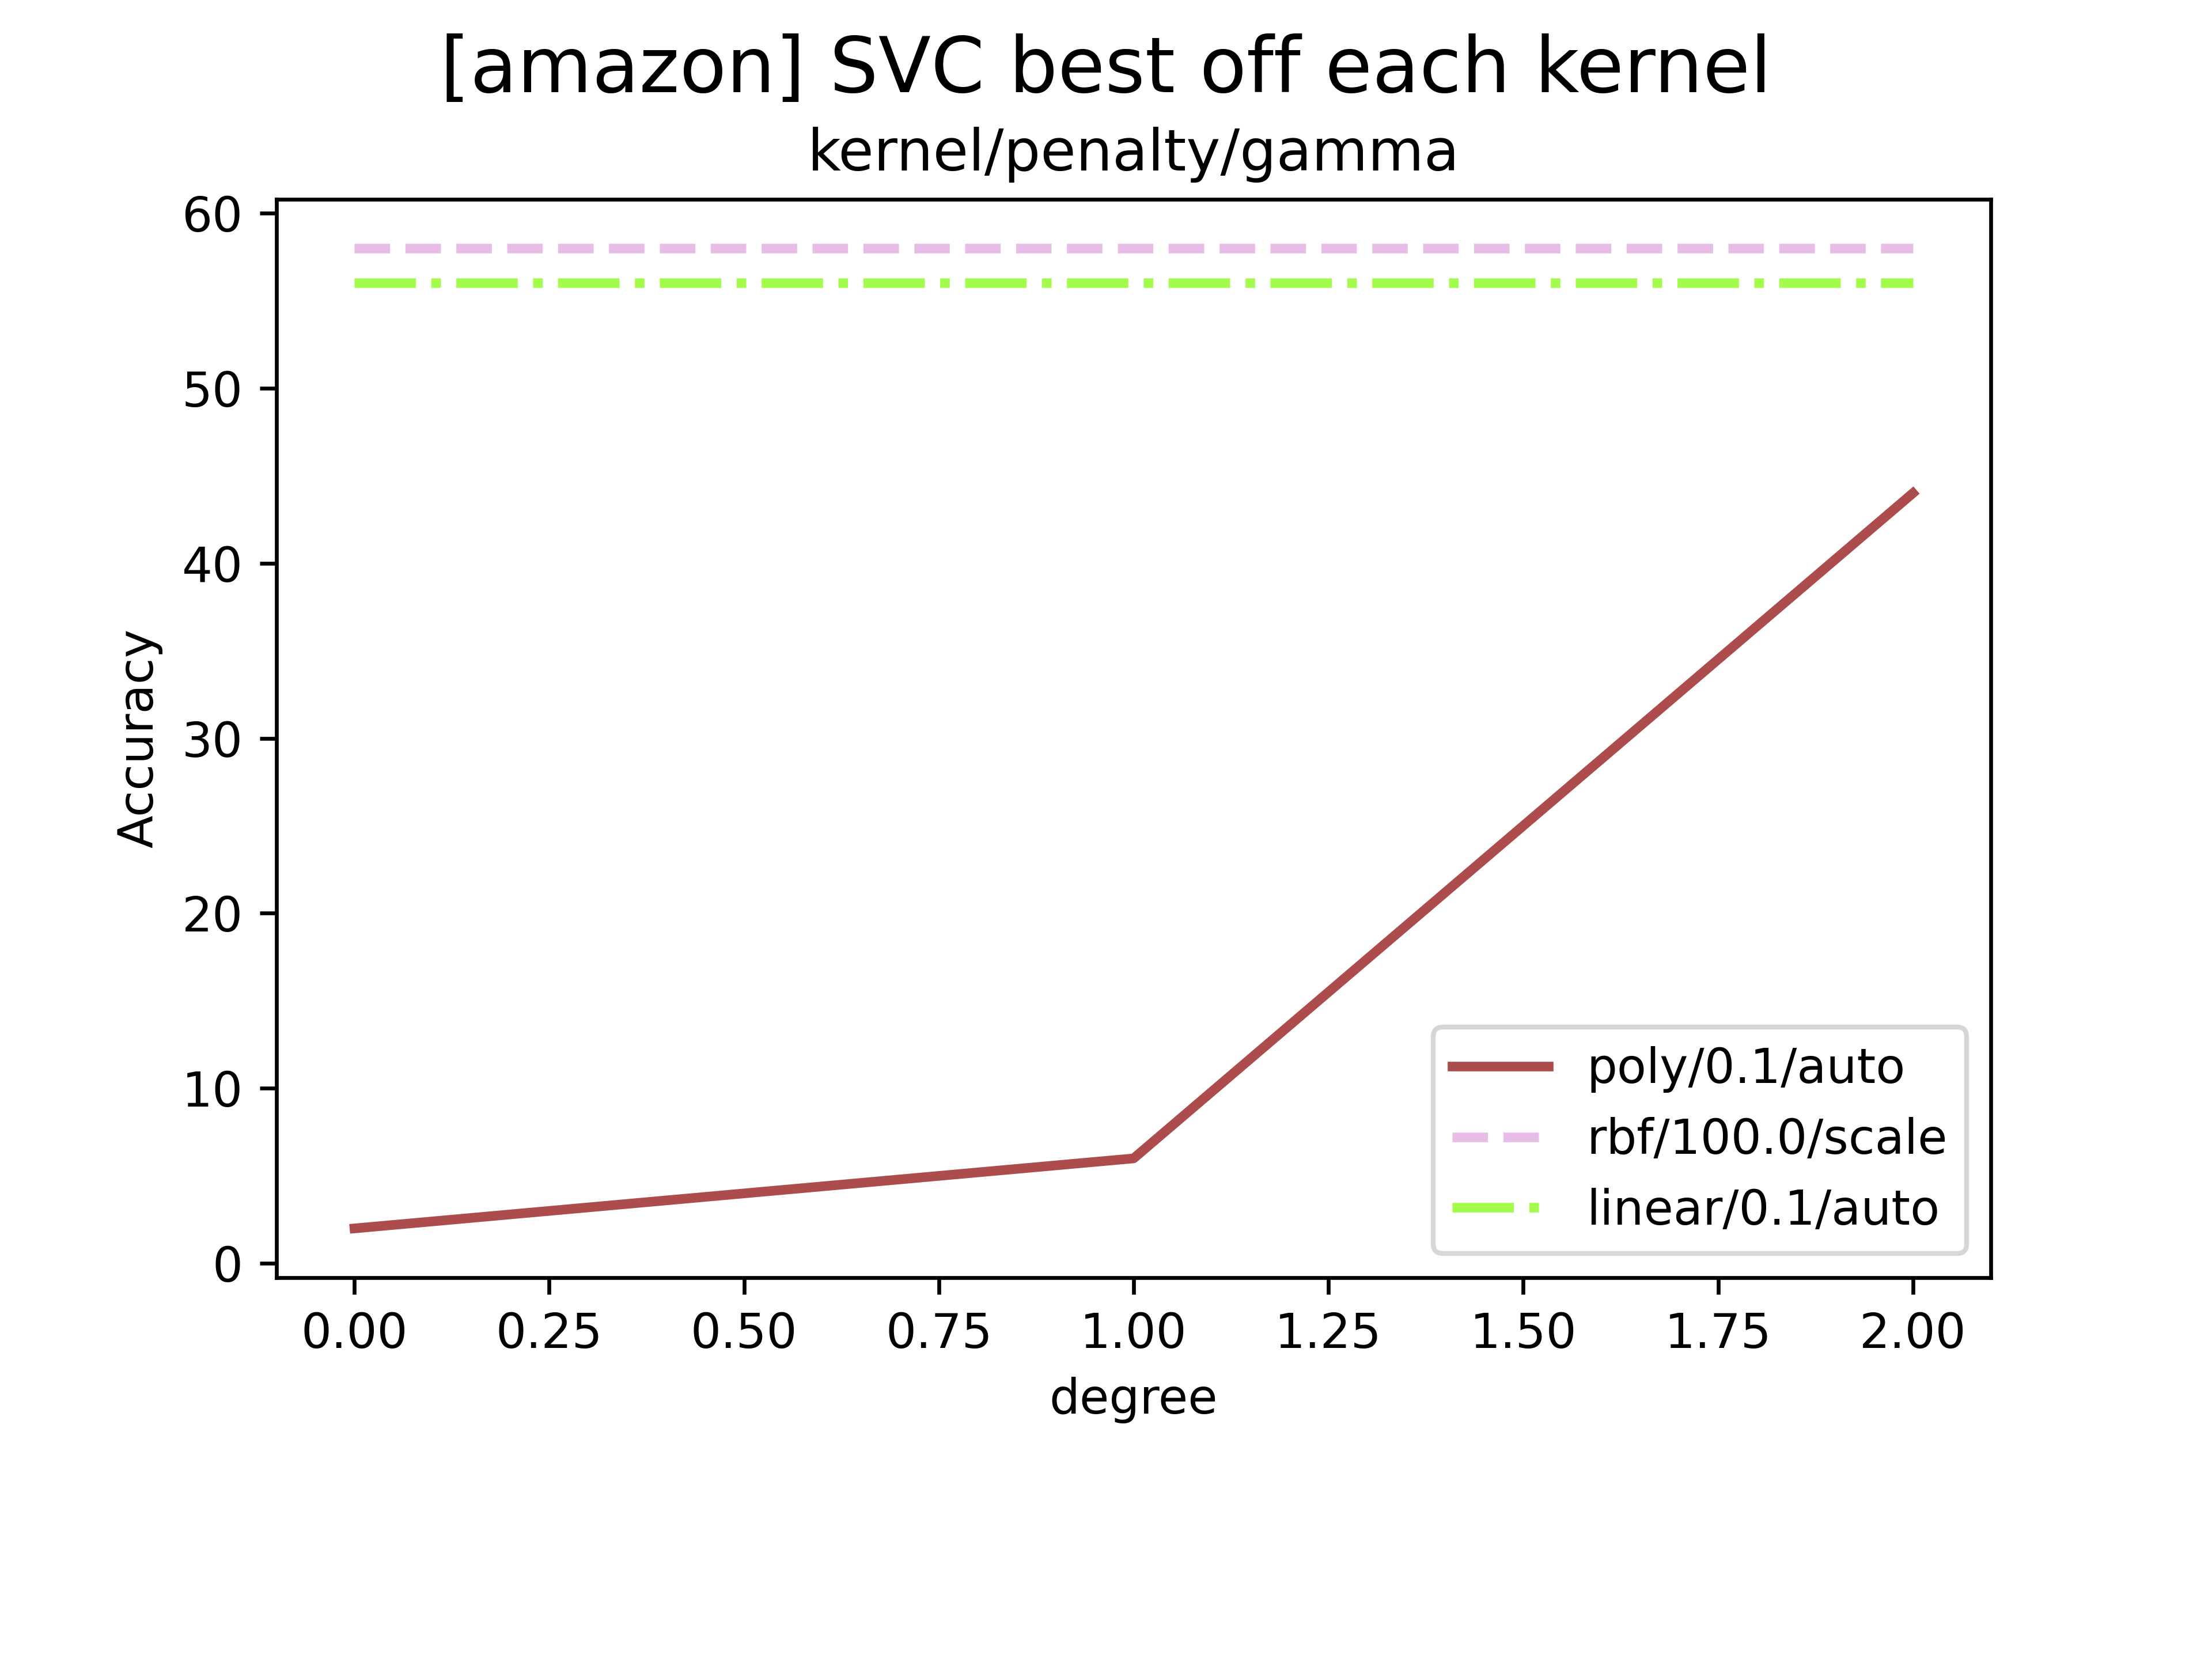 [amazon] SVC best off each kernel
kernel/penalty/gamma
60
50
40
30
20
10
0
Accuracy
poly/0.1/auto
rbf/100.0/scale
linear/0.1/auto
0.00 0.25 0.50 0.75 1.00 1.25 1.50 1.75 2.00
degree